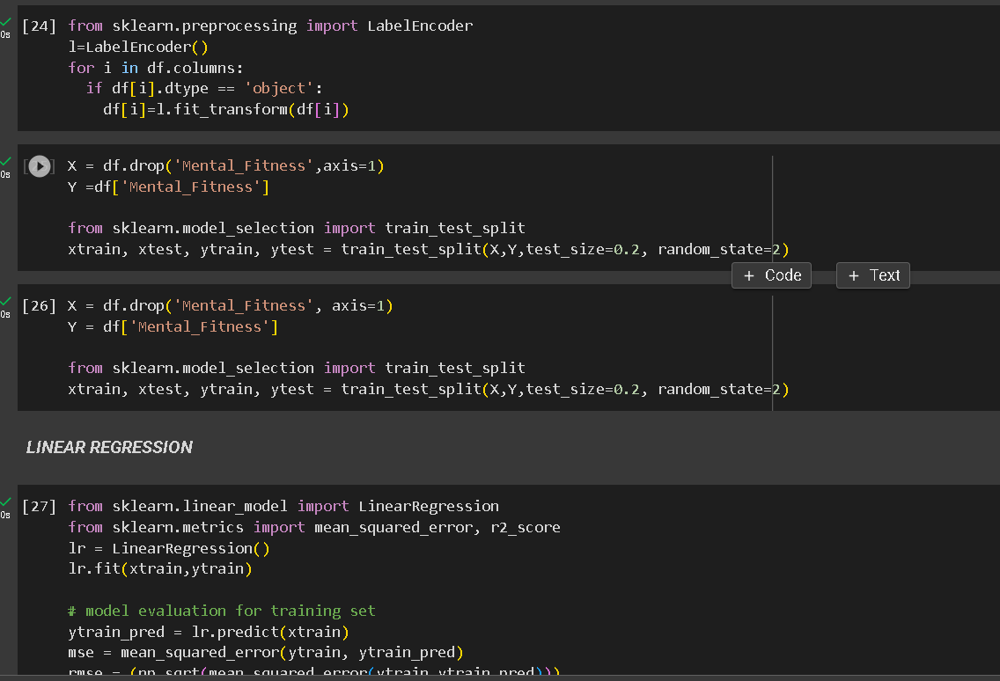 [24] from sklearn.preprocessing import LabelEncoder
l=LabelEncoder()
for i in df.columns:
if df[i].dtype == 'object':
df[i]=l.fit_transform(df[i])
0s
X = df.drop('Mental_Fitness',axis=1)
Y =df['Mental_Fitness']
0s
from sklearn.model_selection import train_test_split
xtrain, xtest, ytrain, ytest = train_test_split(X,Y,test_size=0.2, random_state=2)
+ Code
+ Text
[26] X = df.drop('Mental_Fitness', axis=1)
Y = df['Mental_Fitness']
0s
from sklearn.model_selection import train_test_split
xtrain, xtest, ytrain, ytest = train_test_split(X,Y,test_size=0.2, random_state=2)
LINEAR REGRESSION
[27] from sklearn.linear_model import LinearRegression
from sklearn.metrics import mean_squared_error, r2_score
0s
lr = LinearRegression()
lr.fit(xtrain,ytrain)
# model evaluation for training set
ytrain_pred = lr.predict(xtrain)
mse = mean_squared_error(ytrain, ytrain_pred)
rmse = (np.sqrt(mean_squared_error(ytrain,ytrain_pred)))